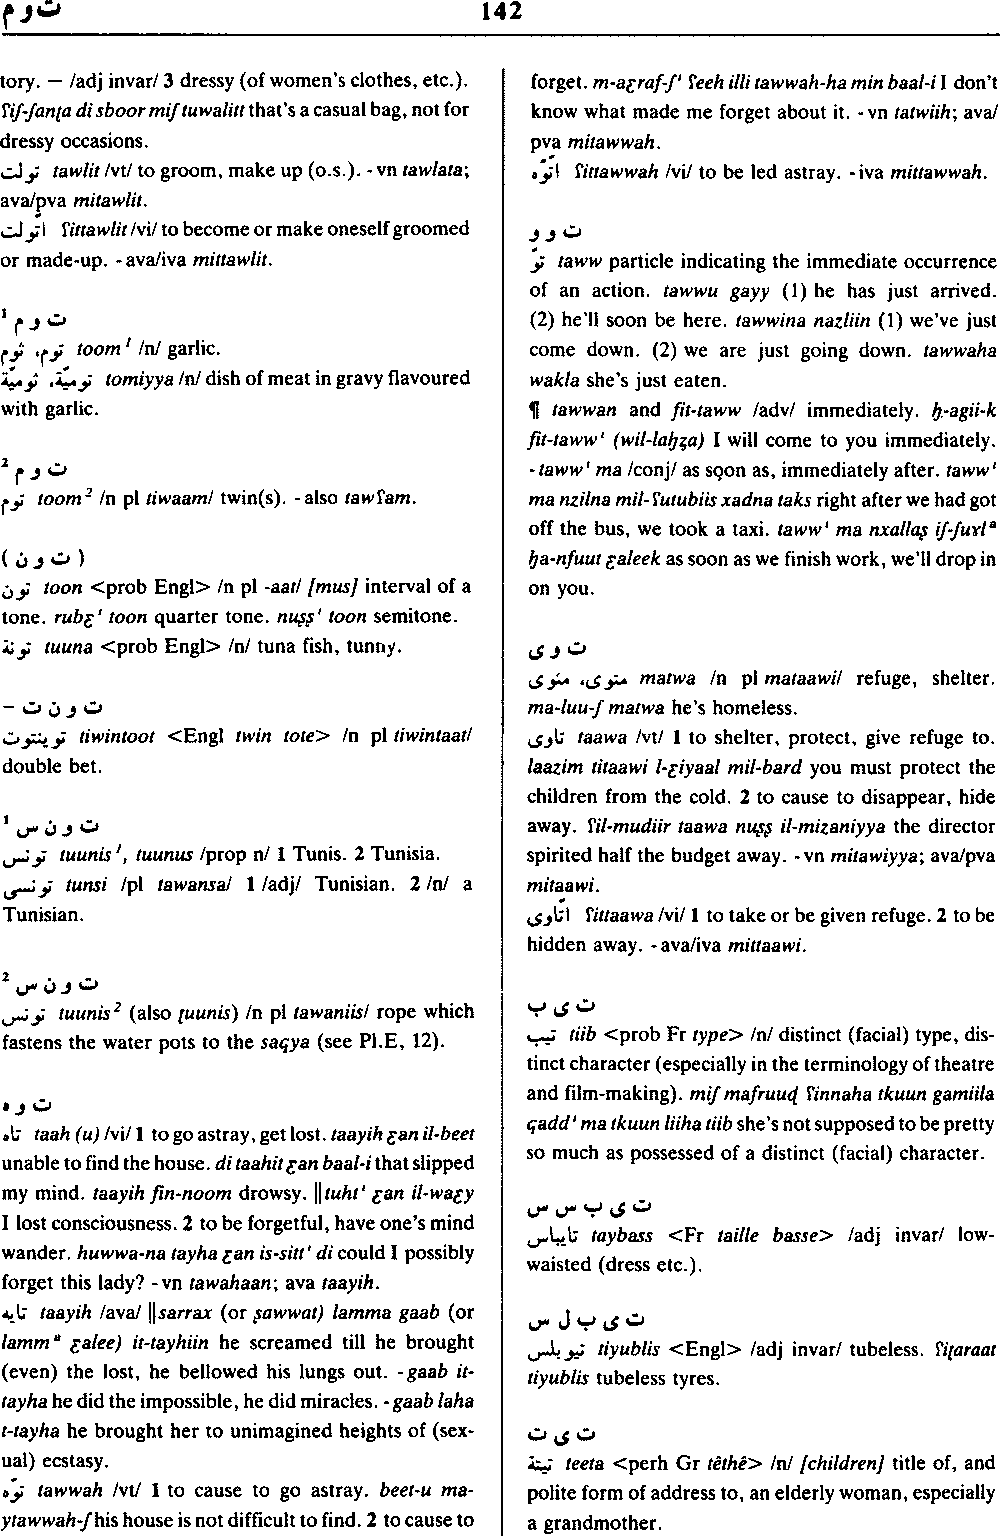 ت و م
142
tory. — /adj invar/ 3 dressy (of women's clothes, etc.).
ʕiʃ-ʃanṭa di sboor miʃ tuwalitt that's a casual bag, not for
dressy occasions.
تولت tawlit /vt/ to groom, make up (o.s.). - vn tawlata;
ava/pva mitawlit.
اتّولت ʕittawlit /vi/ to become or make oneself groomed
or made-up. - ava/iva mittawlit.
ت و م ¹
توم، ثوم toom¹ /n/ garlic.
توميّة، ثوميّة tomiyya /n/ dish of meat in gravy flavoured
with garlic.
ت و م ²
توم toom² /n pl tiwaam/ twin(s). - also tawʕam.
( ت و ن )
تون toon <prob Engl> /n pl -aat/ [mus] interval of a
tone. rubع' toon quarter tone. nuṣṣ' toon semitone.
تونة tuuna <prob Engl> /n/ tuna fish, tunny.
ت و ن ت –
توينتوت tiwintoot <Engl twin tote> /n pl tiwintaat/
double bet.
ت و ن س ¹
تونس tuunis¹, tuunus /prop n/ 1 Tunis. 2 Tunisia.
تونسى tunsi /pl tawansa/ 1 /adj/ Tunisian. 2 /n/ a
Tunisian.
ت و ن س ²
تونس tuunis² (also ṭuunis) /n pl tawaniis/ rope which
fastens the water pots to the saqya (see Pl.E, 12).
ت و ه
تاه taah (u) /vi/ 1 to go astray, get lost. taayih عan il-beet
unable to find the house. di taahit عan baal-i that slipped
my mind. taayih fin-noom drowsy. ‖ tuht' عan il-waعy
I lost consciousness. 2 to be forgetful, have one's mind
wander. huwwa-na tayha عan is-sitt' di could I possibly
forget this lady? - vn tawahaan; ava taayih.
تايه taayih /ava/ ‖ sarrax (or ṣawwat) lamma gaab (or
lammᵃ عalee) it-tayhiin he screamed till he brought
(even) the lost, he bellowed his lungs out. - gaab it-
tayha he did the impossible, he did miracles. - gaab laha
t-tayha he brought her to unimagined heights of (sex-
ual) ecstasy.
توّه tawwah /vt/ 1 to cause to go astray. beet-u ma-
ytawwah-ʃ his house is not difficult to find. 2 to cause to
forget. m-aعraf-ʃ' ʕeeh illi tawwah-ha min baal-i I don't
know what made me forget about it. - vn tatwiih; ava/
pva mitawwah.
اتّوّه ʕittawwah /vi/ to be led astray. - iva mittawwah.
ت و و
توّ taww particle indicating the immediate occurrence
of an action. tawwu gayy (1) he has just arrived.
(2) he'll soon be here. tawwina nazliin (1) we've just
come down. (2) we are just going down. tawwaha
wakla she's just eaten.
¶ tawwan and fit-taww /adv/ immediately. ḥ-agii-k
fit-taww' (wil-laḥẓa) I will come to you immediately.
- taww' ma /conj/ as soon as, immediately after. taww'
ma nzilna mil-ʕutubiis xadna taks right after we had got
off the bus, we took a taxi. taww' ma nxallaṣ iʃ-ʃuɣlᵃ
ḥa-nfuut عaleek as soon as we finish work, we'll drop in
on you.
ت و ى
متوى، مثوى matwa /n pl mataawi/ refuge, shelter.
ma-luu-ʃ matwa he's homeless.
تاوى taawa /vt/ 1 to shelter, protect, give refuge to.
laazim titaawi l-عiyaal mil-bard you must protect the
children from the cold. 2 to cause to disappear, hide
away. ʕil-mudiir taawa nuṣṣ il-mizaniyya the director
spirited half the budget away. - vn mitawiyya; ava/pva
mitaawi.
اتّاوى ʕittaawa /vi/ 1 to take or be given refuge. 2 to be
hidden away. - ava/iva mittaawi.
ت ى ب
تيب tiib <prob Fr type> /n/ distinct (facial) type, dis-
tinct character (especially in the terminology of theatre
and film-making). miʃ mafruuḍ ʕinnaha tkuun gamiila
qadd' ma tkuun liiha tiib she's not supposed to be pretty
so much as possessed of a distinct (facial) character.
ت ى ب س س
تايباس taybass <Fr taille basse> /adj invar/ low-
waisted (dress etc.).
ت ى ب ل س
تيوبلس tiyublis <Engl> /adj invar/ tubeless. ʕiṭaraat
tiyublis tubeless tyres.
ت ى ت
تيتة teeta <perh Gr têthê> /n/ [children] title of, and
polite form of address to, an elderly woman, especially
a grandmother.